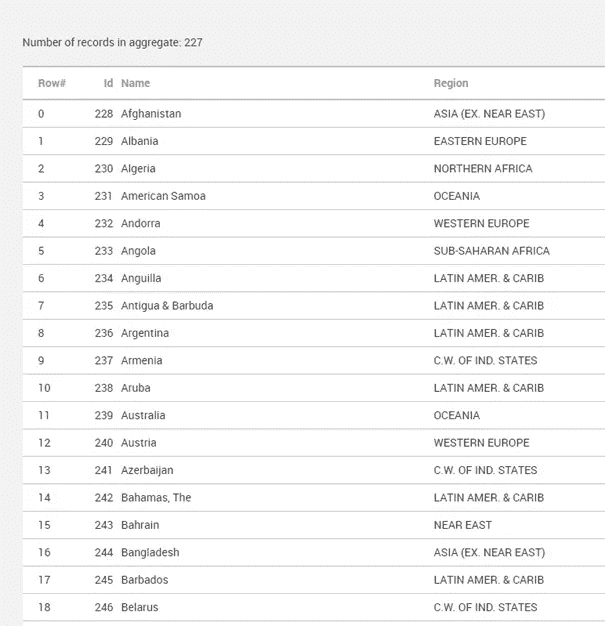 Number of records in aggregate: 227
Row# Id Name Region
0 228 Afghanistan ASIA (EX. NEAR EAST)
1 229 Albania EASTERN EUROPE
2 230 Algeria NORTHERN AFRICA
3 231 American Samoa OCEANIA
4 232 Andorra WESTERN EUROPE
5 233 Angola SUB-SAHARAN AFRICA
6 234 Anguilla LATIN AMER. & CARIB
7 235 Antigua & Barbuda LATIN AMER. & CARIB
8 236 Argentina LATIN AMER. & CARIB
9 237 Armenia C.W. OF IND. STATES
10 238 Aruba LATIN AMER. & CARIB
11 239 Australia OCEANIA
12 240 Austria WESTERN EUROPE
13 241 Azerbaijan C.W. OF IND. STATES
14 242 Bahamas, The LATIN AMER. & CARIB
15 243 Bahrain NEAR EAST
16 244 Bangladesh ASIA (EX. NEAR EAST)
17 245 Barbados LATIN AMER. & CARIB
18 246 Belarus C.W. OF IND. STATES